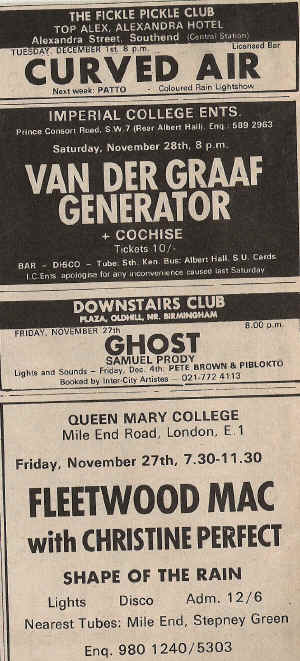 THE FICKLE PICKLE CLUB
TOP ALEX, ALEXANDRA HOTEL
Alexandra Street, Southend (Central Station)
TUESDAY, DECEMBER 1st. 8 p.m. Licensed Bar
CURVED AIR
Next week: PATTO - Coloured Rain Lightshow
IMPERIAL COLLEGE ENTS.
Prince Consort Road, S.W.7 (Rear Albert Hall). Enq.: 589 2963
Saturday, November 28th, 8 p.m.
VAN DER GRAAF
GENERATOR
+ COCHISE
Tickets 10/-
BAR - DISCO - Tube: Sth. Ken. Bus: Albert Hall. S.U. Cards
I.C.Ents. apologise for any inconvenience caused last Saturday
DOWNSTAIRS CLUB
PLAZA, OLDHILL, NR. BIRMINGHAM
FRIDAY, NOVEMBER 27th 8.00 p.m.
GHOST
SAMUEL PRODY
Lights and Sounds - Friday, Dec. 4th: PETE BROWN & PIBLOKTO
Booked by Inter-City Artistes - 021-772 4113
QUEEN MARY COLLEGE
Mile End Road, London, E.1
Friday, November 27th, 7.30-11.30
FLEETWOOD MAC
with CHRISTINE PERFECT
SHAPE OF THE RAIN
Lights Disco Adm. 12/6
Nearest Tubes: Mile End, Stepney Green
Enq. 980 1240/5303